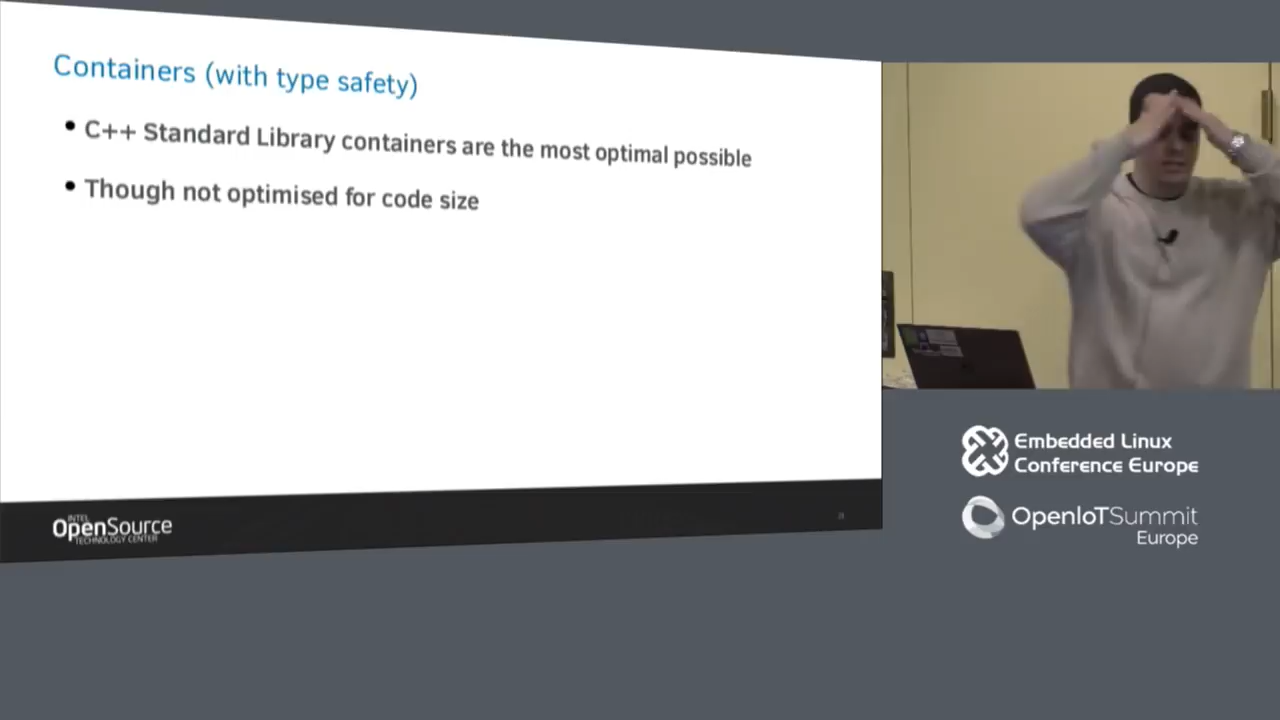 Containers (with type safety)
• C++ Standard Library containers are the most optimal possible
• Though not optimised for code size
INTEL
OpenSource
TECHNOLOGY CENTER
Embedded Linux
Conference Europe
OpenIoTSummit
Europe